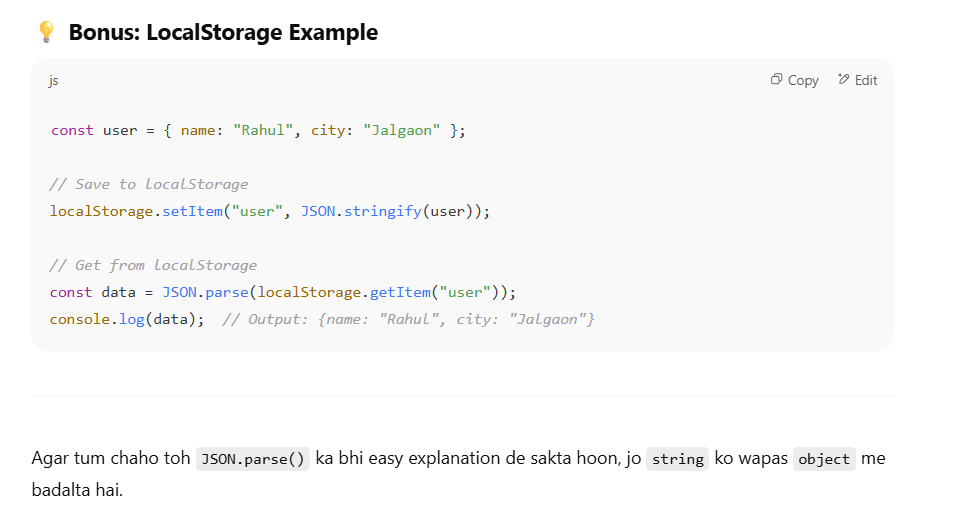 💡 Bonus: LocalStorage Example
js
Copy Edit
const user = { name: "Rahul", city: "Jalgaon" };
// Save to localStorage
localStorage.setItem("user", JSON.stringify(user));
// Get from localStorage
const data = JSON.parse(localStorage.getItem("user"));
console.log(data);  // Output: {name: "Rahul", city: "Jalgaon"}
Agar tum chaho toh JSON.parse() ka bhi easy explanation de sakta hoon, jo string ko wapas object me
badalta hai.